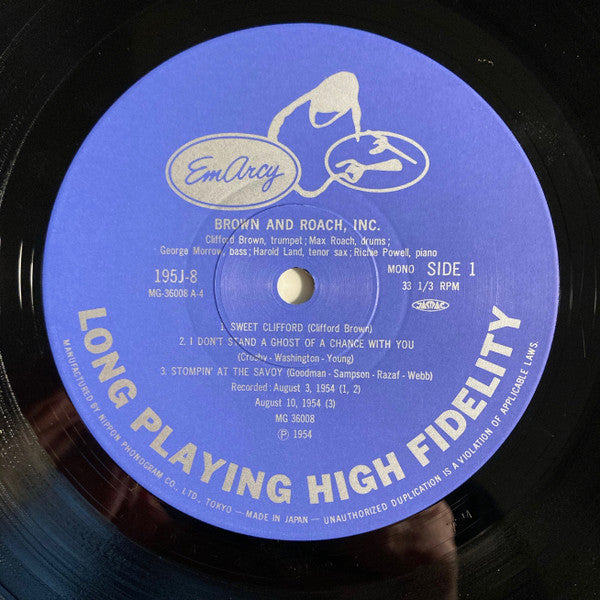 EmArcy
BROWN AND ROACH, INC.
Clifford Brown, trumpet; Max Roach, drums;
George Morrow, bass; Harold Land, tenor sax; Richie Powell, piano
195J-8
MG-36008 A-4
MONO SIDE 1
33 1/3 RPM
JASRAC
1. SWEET CLIFFORD (Clifford Brown)
2. I DON'T STAND A GHOST OF A CHANCE WITH YOU
(Crosby - Washington - Young)
3. STOMPIN' AT THE SAVOY (Goodman - Sampson - Razaf - Webb)
Recorded: August 3, 1954 (1, 2)
August 10, 1954 (3)
MG 36008
Ⓟ 1954
LONG PLAYING HIGH FIDELITY
MANUFACTURED BY NIPPON PHONOGRAM CO., LTD., TOKYO — MADE IN JAPAN — UNAUTHORIZED DUPLICATION IS A VIOLATION OF APPLICABLE LAWS.